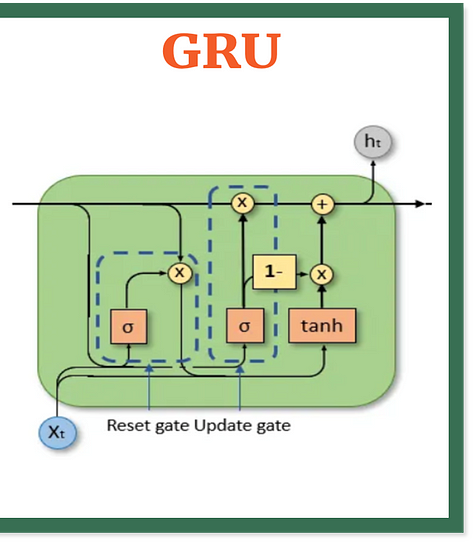 GRU
hₜ
x +
x 1- x
σ σ tanh
Xₜ
Reset gate Update gate